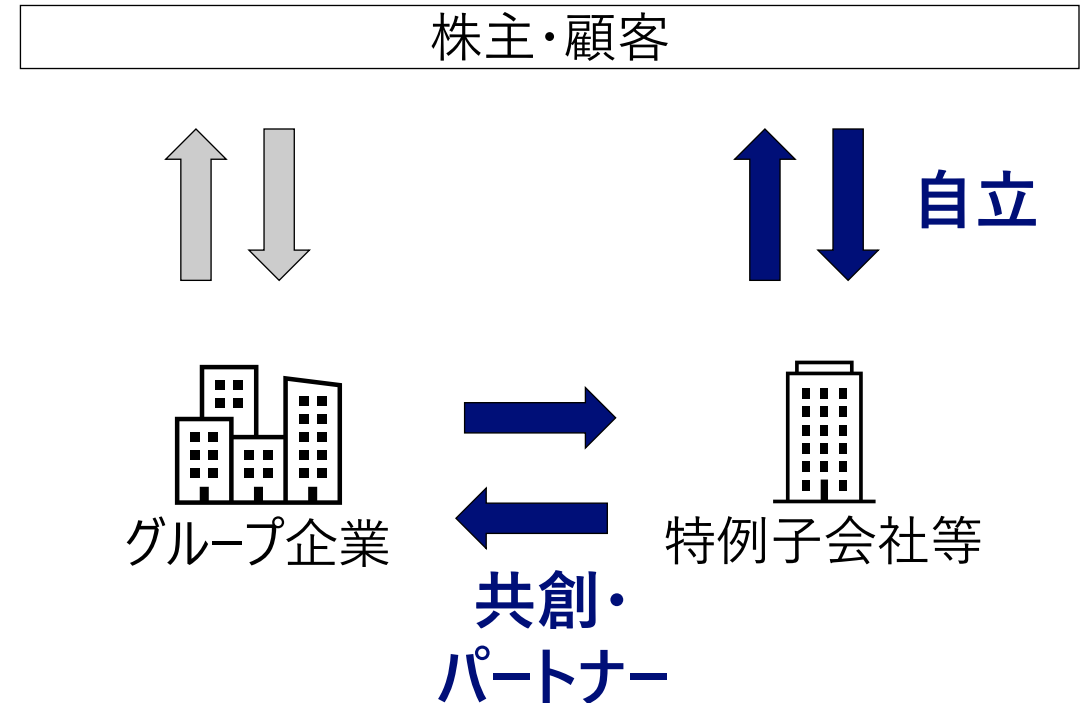 株主・顧客
自立
グループ企業
特例子会社等
共創・
パートナー